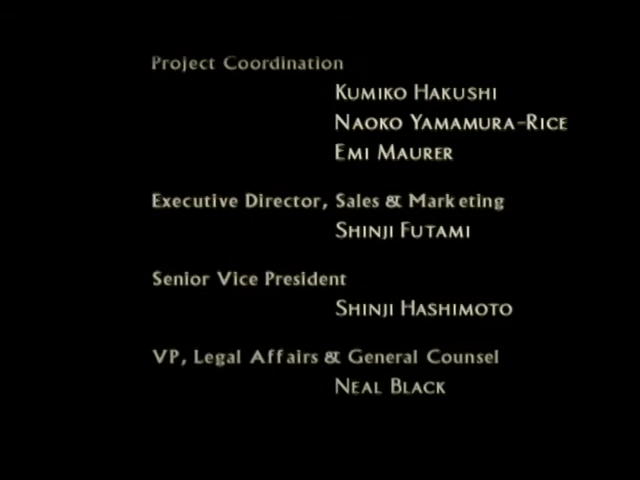 Project Coordination
Kumiko Hakushi
Naoko Yamamura-Rice
Emi Maurer
Executive Director, Sales & Marketing
Shinji Futami
Senior Vice President
Shinji Hashimoto
VP, Legal Affairs & General Counsel
Neal Black